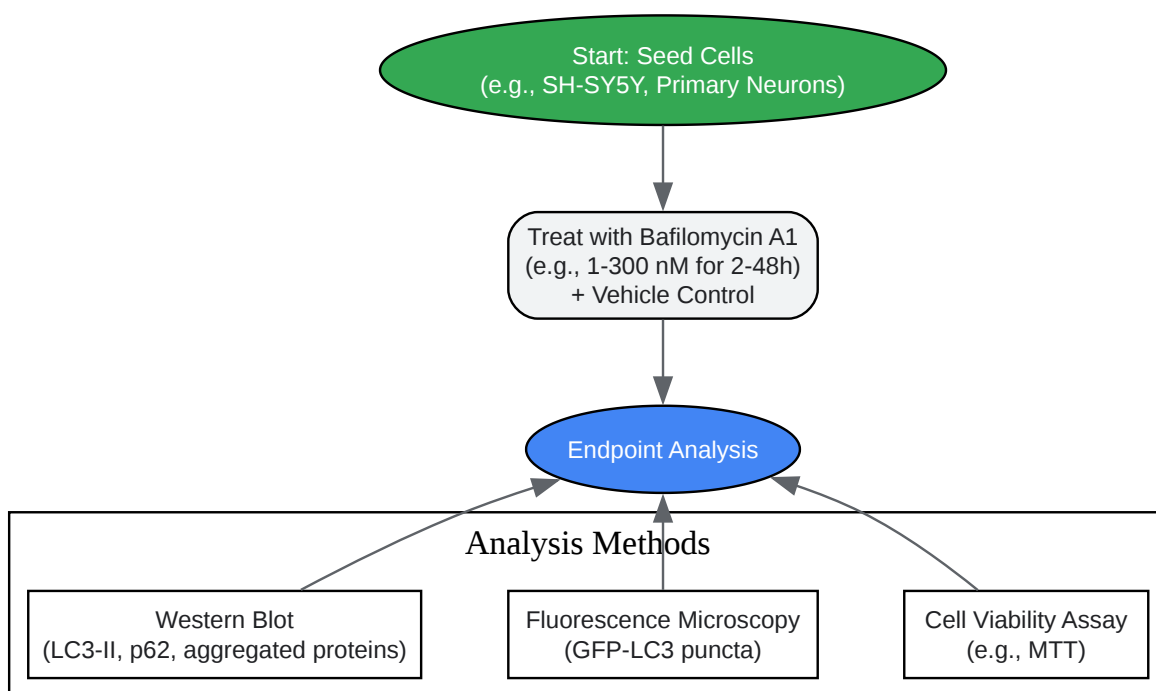 Start: Seed Cells
(e.g., SH-SY5Y, Primary Neurons)
Treat with Bafilomycin A1
(e.g., 1-300 nM for 2-48h)
+ Vehicle Control
Endpoint Analysis
Analysis Methods
Western Blot
(LC3-II, p62, aggregated proteins)
Fluorescence Microscopy
(GFP-LC3 puncta)
Cell Viability Assay
(e.g., MTT)